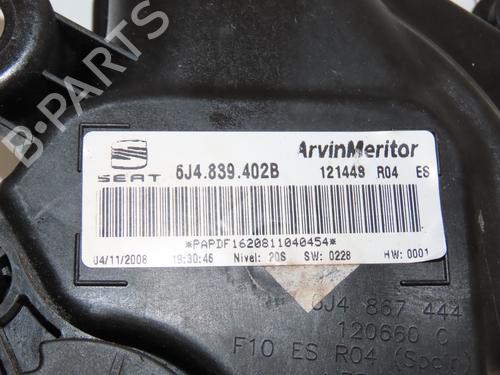 B-PARTS
SEAT 6J4.839.402B ArvinMeritor
121449 R04 ES
*PAPDF1620811040454*
04/11/2008 19:30:46 Nivel: 20S SW: 0228 HW: 0001
6J4 867 444
120660 C
F10 ES R04 (Spain)